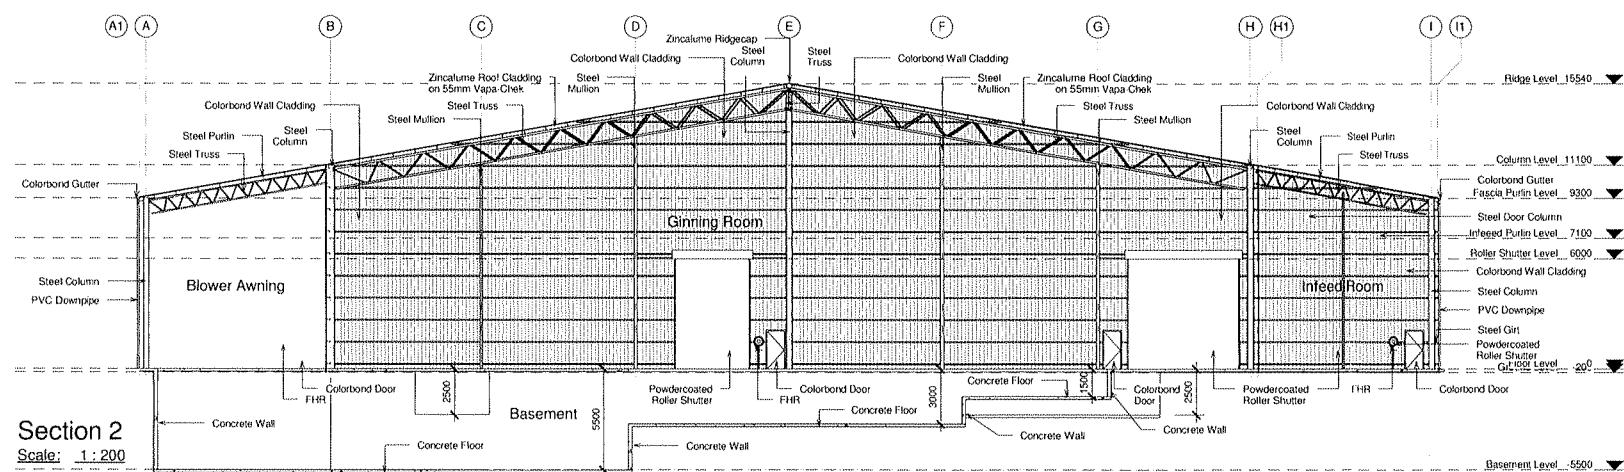 A1 A B C D E F G H H1 I I1
Zincalume Ridgecap
Colorbond Wall Cladding
Steel
Column
Steel
Truss
Colorbond Wall Cladding
Ridge Level 15540
Zincalume Roof Cladding
on 55mm Vapa-Chek
Steel
Mullion
Steel
Mullion
Zincalume Roof Cladding
on 55mm Vapa-Chek
Colorbond Wall Cladding
Steel Truss
Steel Truss
Colorbond Wall Cladding
Steel Mullion
Steel Mullion
Steel Purlin
Steel
Column
Steel
Column
Steel Purlin
Steel Truss
Steel Truss
Column Level 11100
Colorbond Gutter
Colorbond Gutter
Fascia Purlin Level 9300
Ginning Room
Steel Door Column
Infeed Purlin Level 7100
Roller Shutter Level 6000
Colorbond Wall Cladding
Steel Column
Blower Awning
Infeed Room
Steel Column
PVC Downpipe
PVC Downpipe
Steel Girt
Powdercoated
Roller Shutter
Floor Level 0
-200
FHR
Colorbond Door
2500
Basement
5500
Powdercoated
Roller Shutter
FHR
Colorbond Door
3000
Concrete Floor
1500
Colorbond
Door
2500
Powdercoated
Roller Shutter
FHR
Colorbond Door
Concrete Floor
Concrete Wall
Concrete Wall
Concrete Wall
Concrete Wall
Concrete Floor
Section 2
Scale: 1 : 200
Basement Level -5500